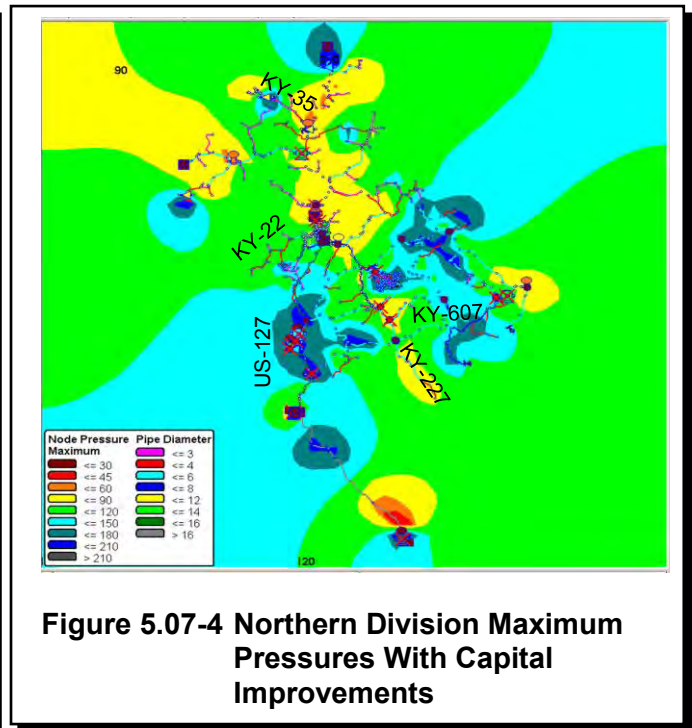 90
KY-35
KY-22
KY-607
US-127
KY-227
Node Pressure Pipe Diameter
Maximum
<= 30 <= 3
<= 45 <= 4
<= 60 <= 6
<= 90 <= 8
<= 120 <= 12
<= 150 <= 14
<= 180 <= 16
<= 210 > 16
> 210
120
Figure 5.07-4 Northern Division Maximum
Pressures With Capital
Improvements